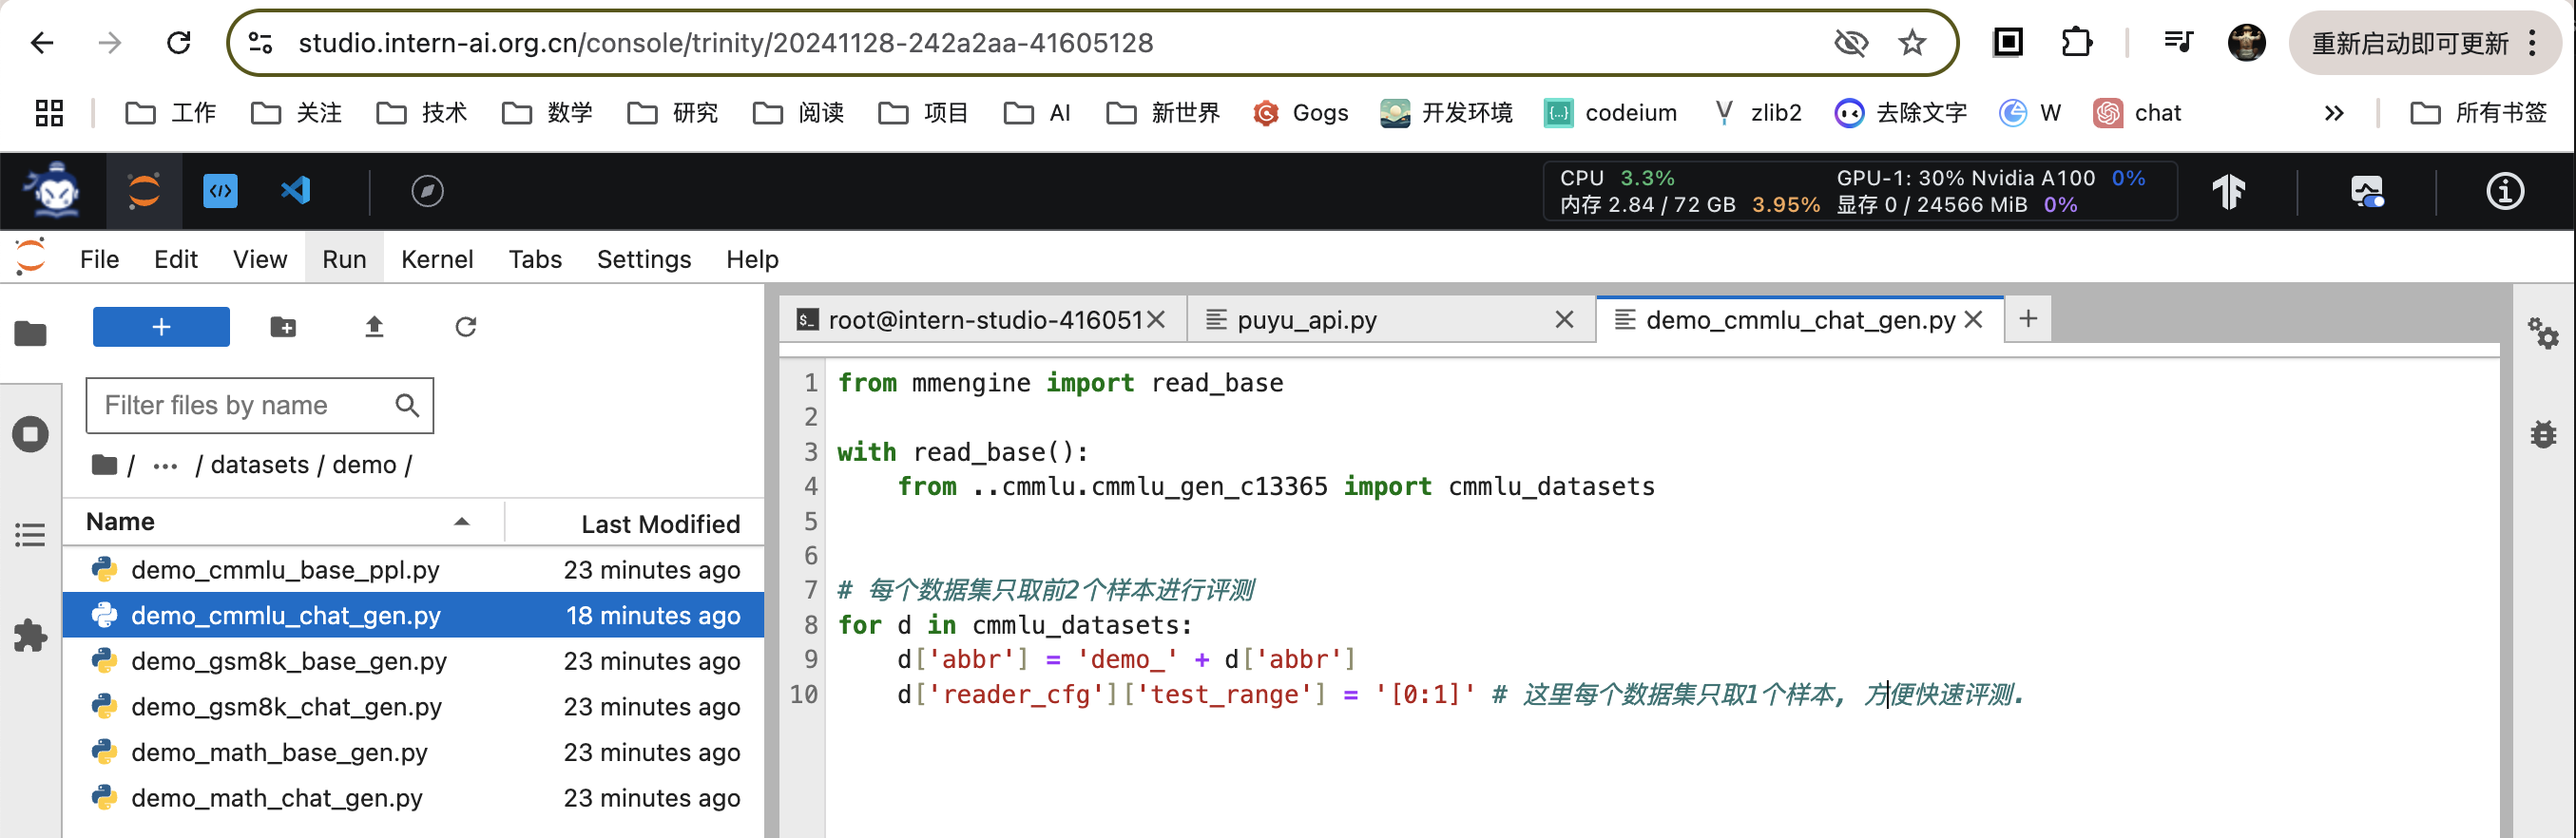 studio.intern-ai.org.cn/console/trinity/20241128-242a2aa-41605128
重新启动即可更新
工作 关注 技术 数学 研究 阅读 项目 AI 新世界 Gogs 开发环境 codeium zlib2 去除文字 W chat 所有书签
CPU 3.3% GPU-1: 30% Nvidia A100 0%
内存 2.84 / 72 GB 3.95% 显存 0 / 24566 MiB 0%
File Edit View Run Kernel Tabs Settings Help
root@intern-studio-416051 puyu_api.py demo_cmmlu_chat_gen.py
Filter files by name
/ ··· / datasets / demo /
Name Last Modified
demo_cmmlu_base_ppl.py 23 minutes ago
demo_cmmlu_chat_gen.py 18 minutes ago
demo_gsm8k_base_gen.py 23 minutes ago
demo_gsm8k_chat_gen.py 23 minutes ago
demo_math_base_gen.py 23 minutes ago
demo_math_chat_gen.py 23 minutes ago
1 from mmengine import read_base
2
3 with read_base():
4     from ..cmmlu.cmmlu_gen_c13365 import cmmlu_datasets
5
6
7 # 每个数据集只取前2个样本进行评测
8 for d in cmmlu_datasets:
9     d['abbr'] = 'demo_' + d['abbr']
10     d['reader_cfg']['test_range'] = '[0:1]' # 这里每个数据集只取1个样本, 方便快速评测.